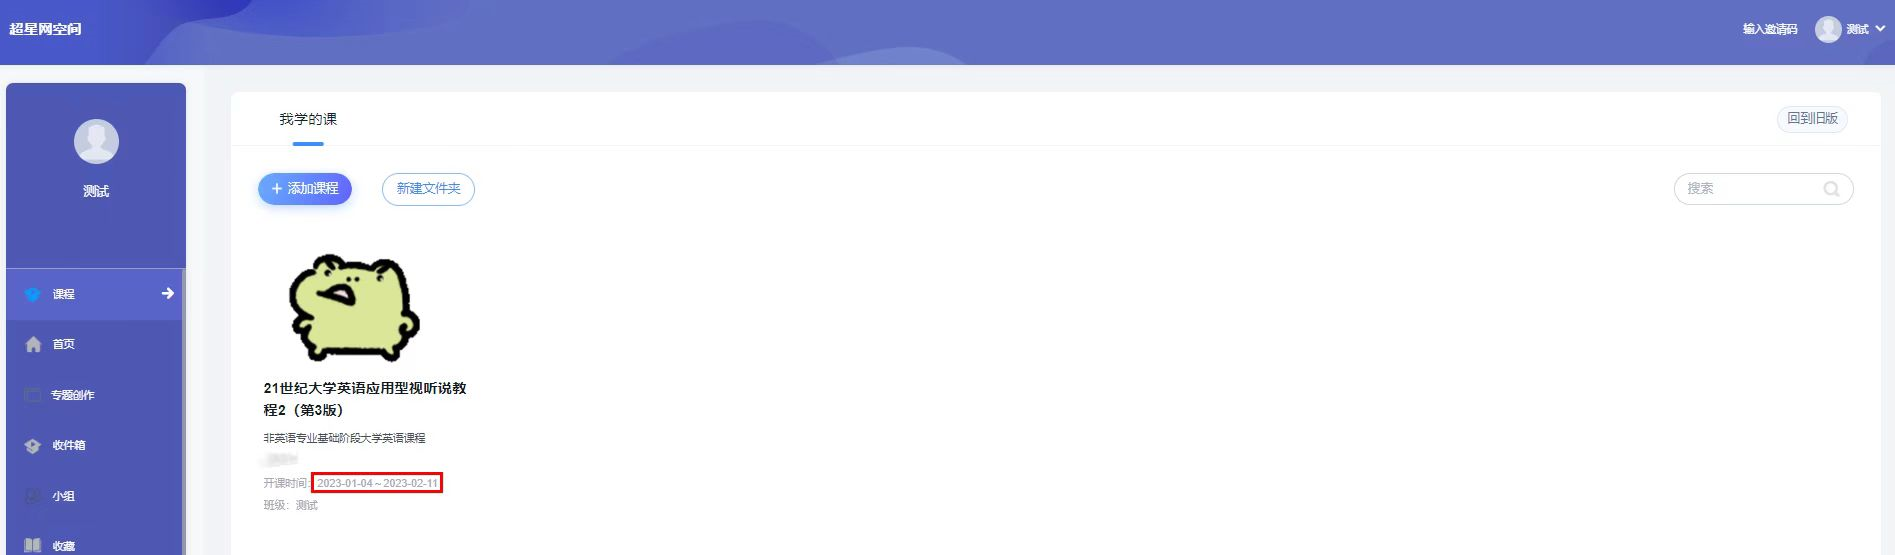 超星网空间
输入邀请码
测试
测试
课程
首页
专题创作
收件箱
小组
收藏
我学的课
回到旧版
+ 添加课程
新建文件夹
搜索
21世纪大学英语应用型视听说教
程2（第3版）
非英语专业基础阶段大学英语课程
开课时间：2023-01-04～2023-02-11
班级：测试